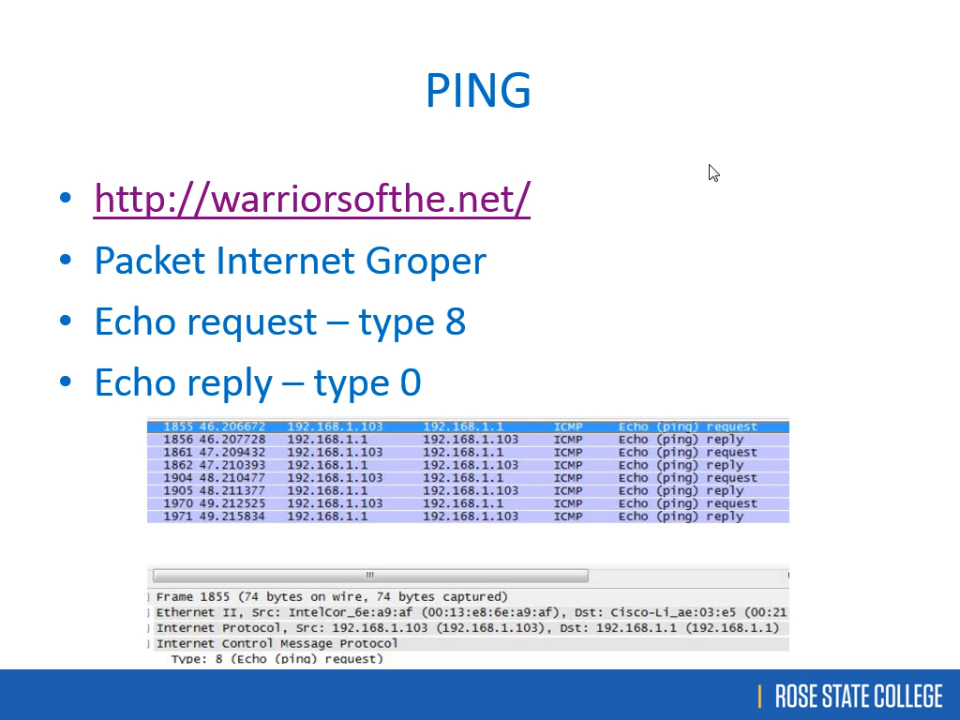 PING
• http://warriorsofthe.net/
• Packet Internet Groper
• Echo request – type 8
• Echo reply – type 0
1855 46.206672 192.168.1.103 192.168.1.1 ICMP Echo (ping) request
1856 46.207728 192.168.1.1 192.168.1.103 ICMP Echo (ping) reply
1861 47.209432 192.168.1.103 192.168.1.1 ICMP Echo (ping) request
1862 47.210393 192.168.1.1 192.168.1.103 ICMP Echo (ping) reply
1904 48.210477 192.168.1.103 192.168.1.1 ICMP Echo (ping) request
1905 48.211377 192.168.1.1 192.168.1.103 ICMP Echo (ping) reply
1970 49.212525 192.168.1.103 192.168.1.1 ICMP Echo (ping) request
1971 49.215834 192.168.1.1 192.168.1.103 ICMP Echo (ping) reply
Frame 1855 (74 bytes on wire, 74 bytes captured)
Ethernet II, Src: IntelCor_6e:a9:af (00:13:e8:6e:a9:af), Dst: Cisco-Li_ae:03:e5 (00:21
Internet Protocol, Src: 192.168.1.103 (192.168.1.103), Dst: 192.168.1.1 (192.168.1.1)
Internet Control Message Protocol
Type: 8 (Echo (ping) request)
ROSE STATE COLLEGE